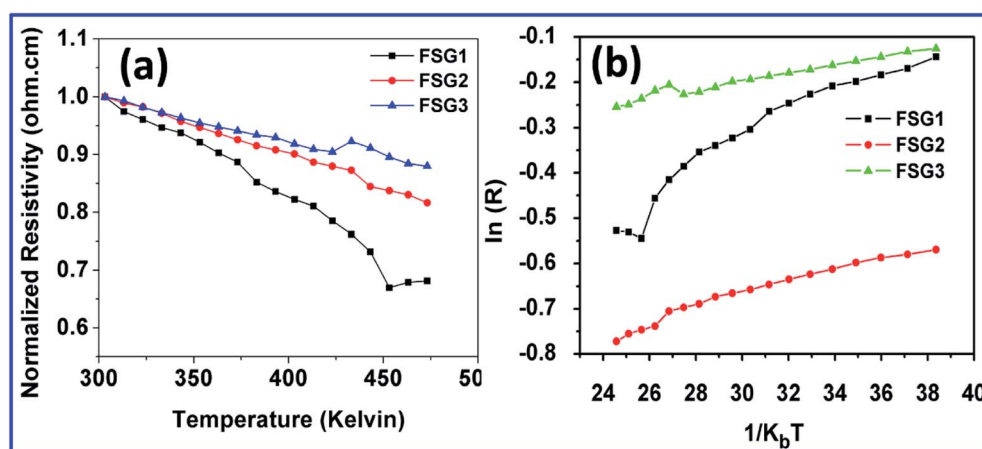 (a)
FSG1
FSG2
FSG3
Normalized Resistivity (ohm.cm)
1.1
1.0
0.9
0.8
0.7
0.6
300 350 400 450 50
Temperature (Kelvin)
(b)
FSG1
FSG2
FSG3
ln (R)
-0.1
-0.2
-0.3
-0.4
-0.5
-0.6
-0.7
-0.8
24 26 28 30 32 34 36 38 40
1/KbT